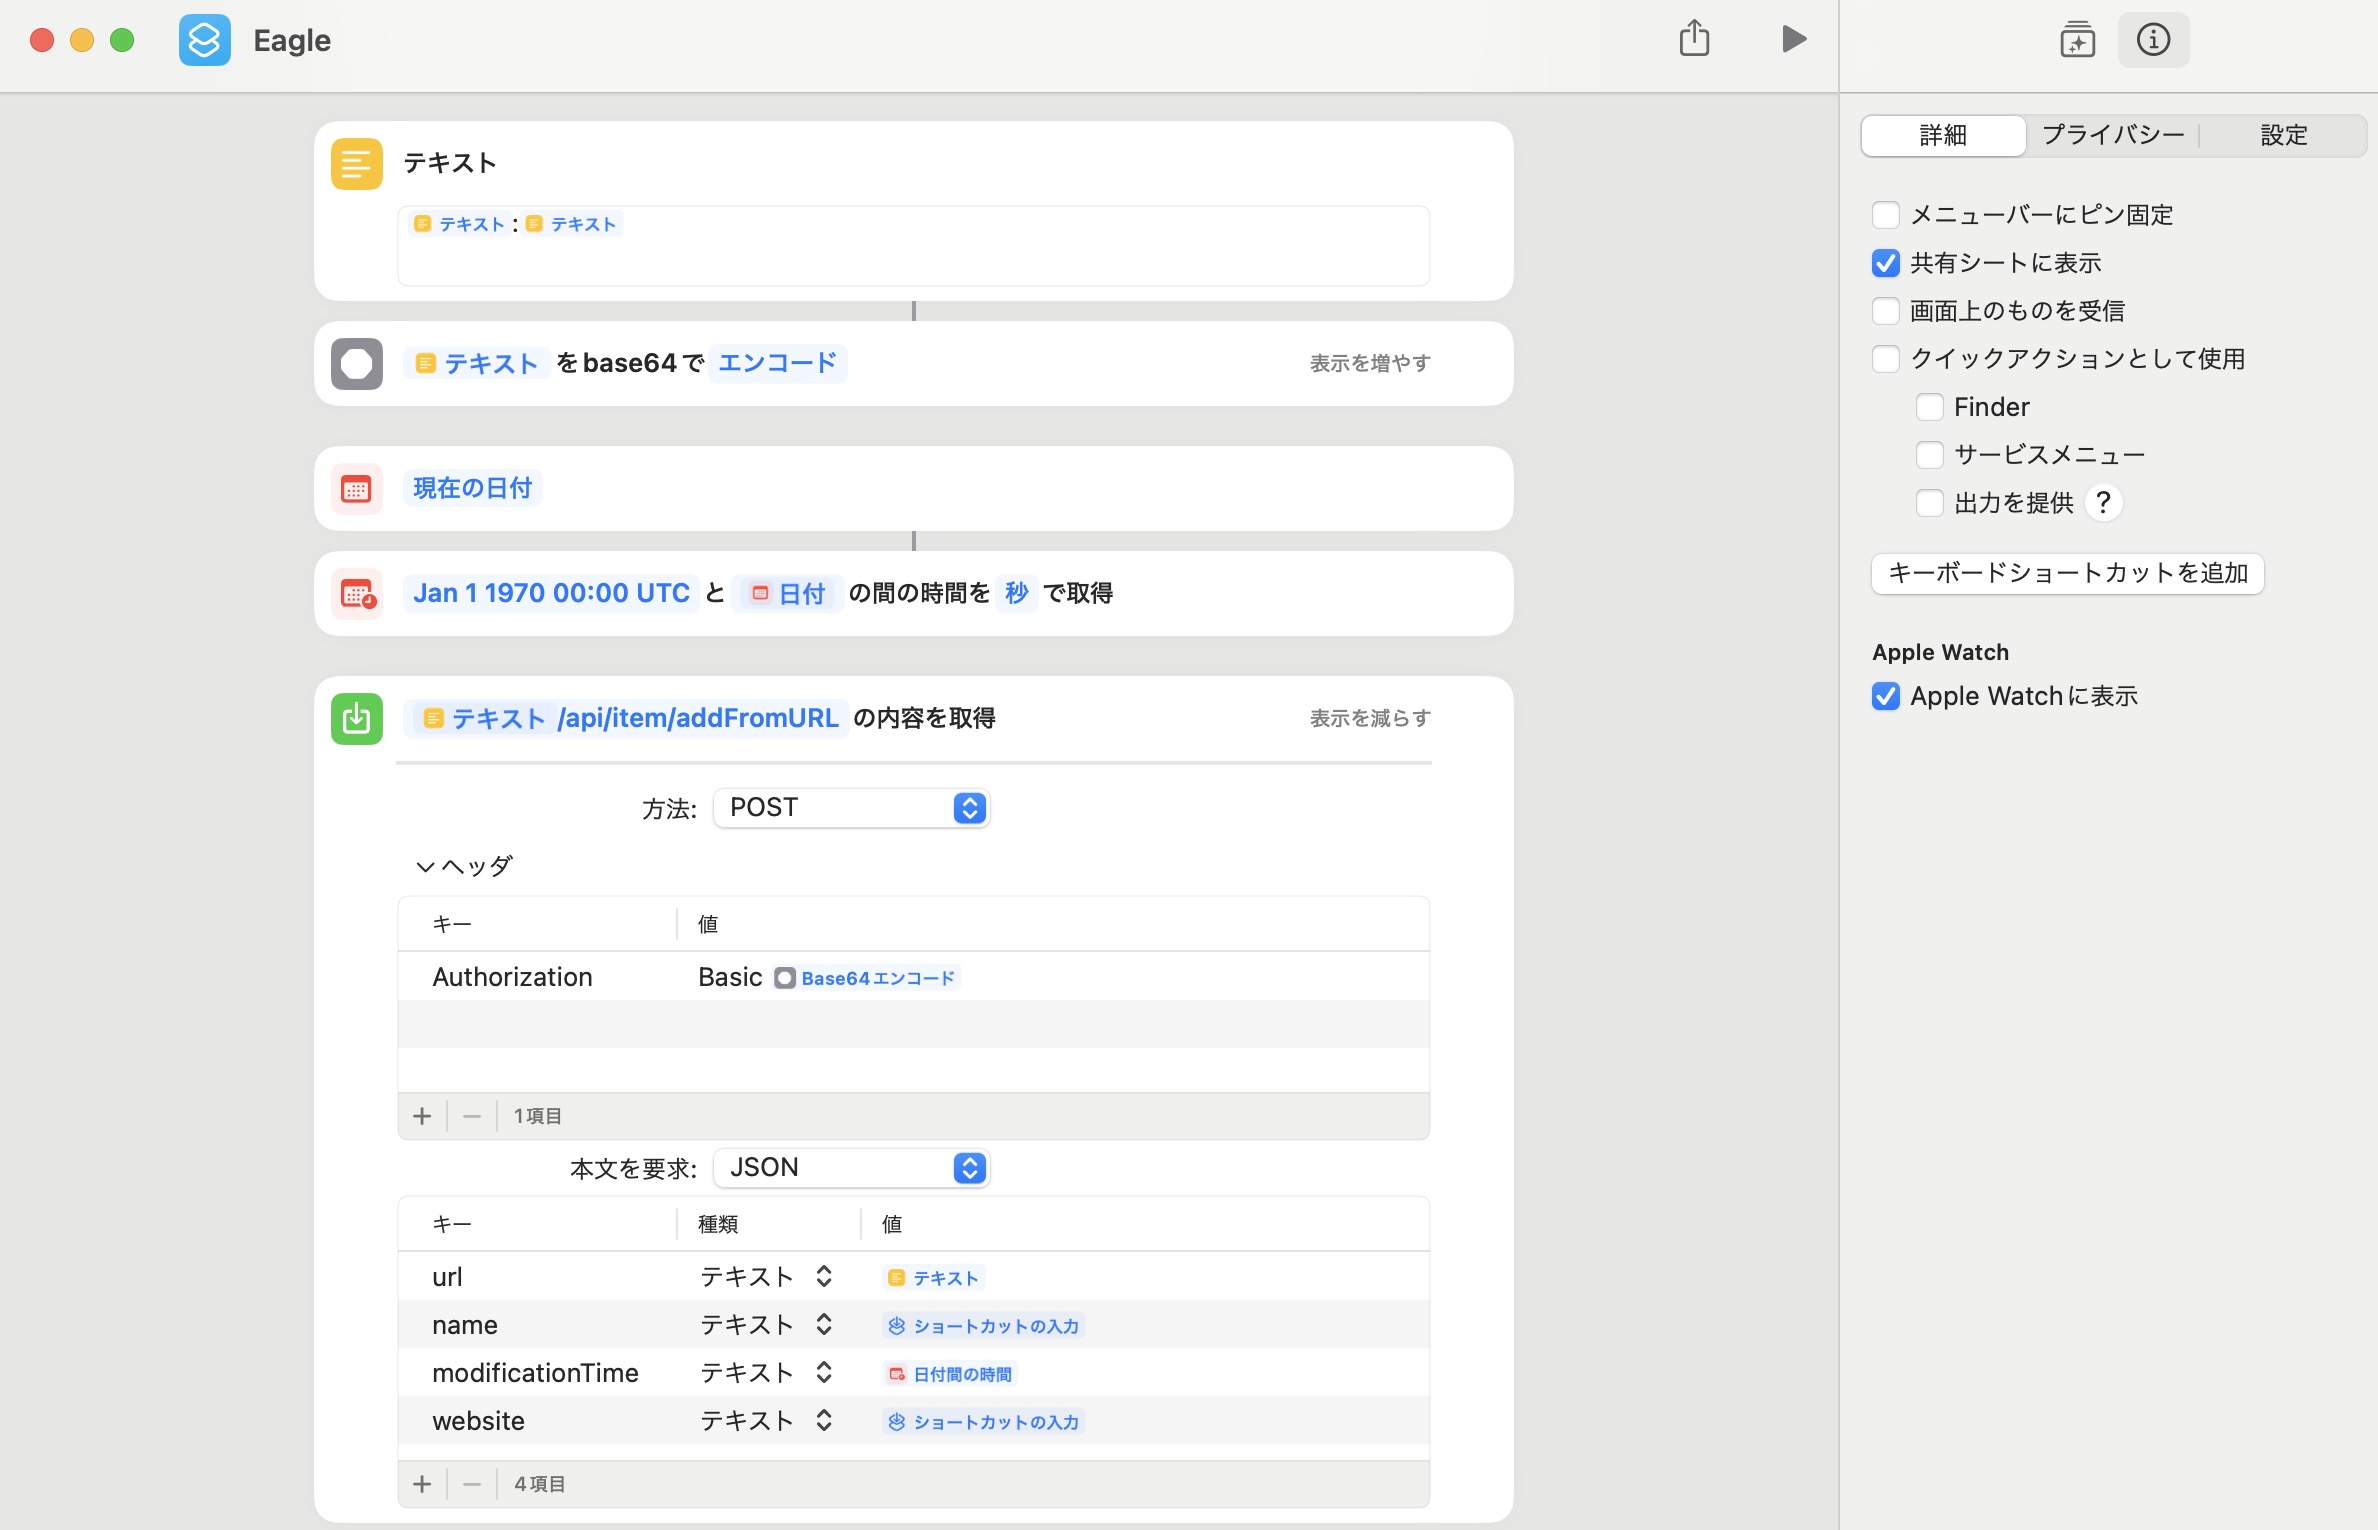 Eagle
テキスト
テキスト:テキスト
テキスト をbase64で エンコード 表示を増やす
現在の日付
Jan 1 1970 00:00 UTC と 日付 の間の時間を 秒 で取得
テキスト/api/item/addFromURL の内容を取得 表示を減らす
方法: POST
ヘッダ
キー 値
Authorization Basic Base64エンコード
1項目
本文を要求: JSON
キー 種類 値
url テキスト テキスト
name テキスト ショートカットの入力
modificationTime テキスト 日付間の時間
website テキスト ショートカットの入力
4項目
詳細 プライバシー 設定
メニューバーにピン固定
共有シートに表示
画面上のものを受信
クイックアクションとして使用
Finder
サービスメニュー
出力を提供 ?
キーボードショートカットを追加
Apple Watch
Apple Watchに表示